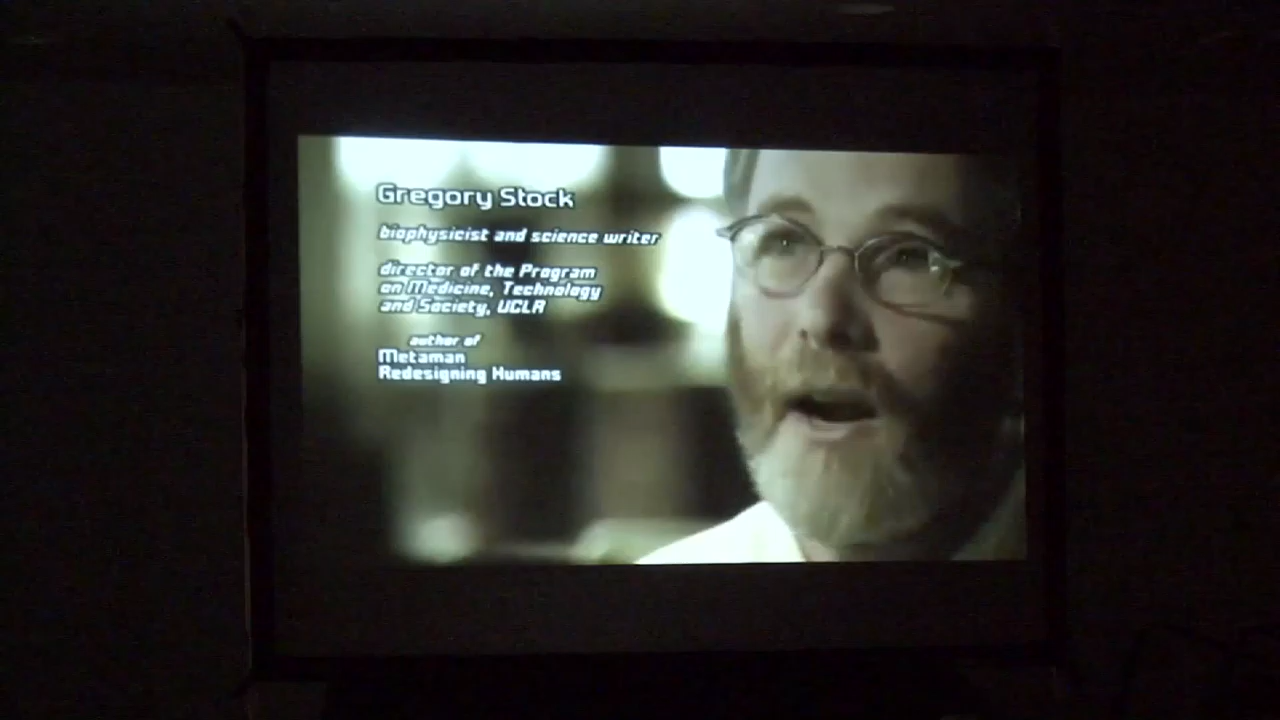 Gregory Stock
biophysicist and science writer
director of the Program
on Medicine, Technology
and Society, UCLA
author of
Metaman
Redesigning Humans